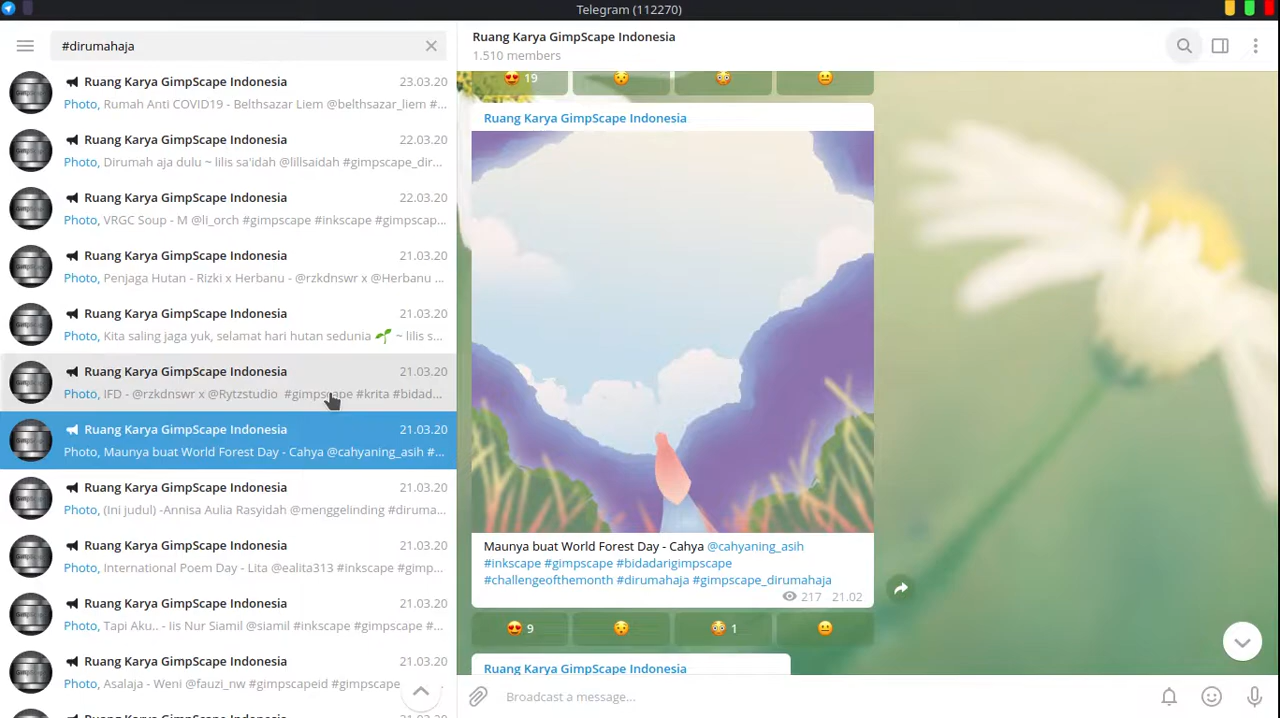 Telegram (112270)
#dirumahaja
Ruang Karya GimpScape Indonesia 23.03.20
Photo, Rumah Anti COVID19 - Belthsazar Liem @belthsazar_liem #...
Ruang Karya GimpScape Indonesia 22.03.20
Photo, Dirumah aja dulu ~ lilis sa'idah @lillsaidah #gimpscape_dir...
Ruang Karya GimpScape Indonesia 22.03.20
Photo, VRGC Soup - M @li_orch #gimpscape #inkscape #gimpscap...
Ruang Karya GimpScape Indonesia 21.03.20
Photo, Penjaga Hutan - Rizki x Herbanu - @rzkdnswr x @Herbanu ...
Ruang Karya GimpScape Indonesia 21.03.20
Photo, Kita saling jaga yuk, selamat hari hutan sedunia 🌱 ~ lilis s...
Ruang Karya GimpScape Indonesia 21.03.20
Photo, IFD - @rzkdnswr x @Rytzstudio #gimpscape #krita #bidad...
Ruang Karya GimpScape Indonesia 21.03.20
Photo, Maunya buat World Forest Day - Cahya @cahyaning_asih #...
Ruang Karya GimpScape Indonesia 21.03.20
Photo, (Ini judul) -Annisa Aulia Rasyidah @menggelinding #diruma...
Ruang Karya GimpScape Indonesia 21.03.20
Photo, International Poem Day - Lita @ealita313 #inkscape #gimp...
Ruang Karya GimpScape Indonesia 21.03.20
Photo, Tapi Aku.. - Iis Nur Siamil @siamil #inkscape #gimpscape #...
Ruang Karya GimpScape Indonesia 21.03.20
Photo, Asalaja - Weni @fauzi_nw #gimpscapeid #gimpscape
Ruang Karya GimpScape Indonesia
1.510 members
😍 19 😯 😳 😐
Ruang Karya GimpScape Indonesia
Maunya buat World Forest Day - Cahya @cahyaning_asih
#inkscape #gimpscape #bidadarigimpscape
#challengeofthemonth #dirumahaja #gimpscape_dirumahaja
217 21.02
😍 9 😯 😳 1 😐
Ruang Karya GimpScape Indonesia
Broadcast a message...